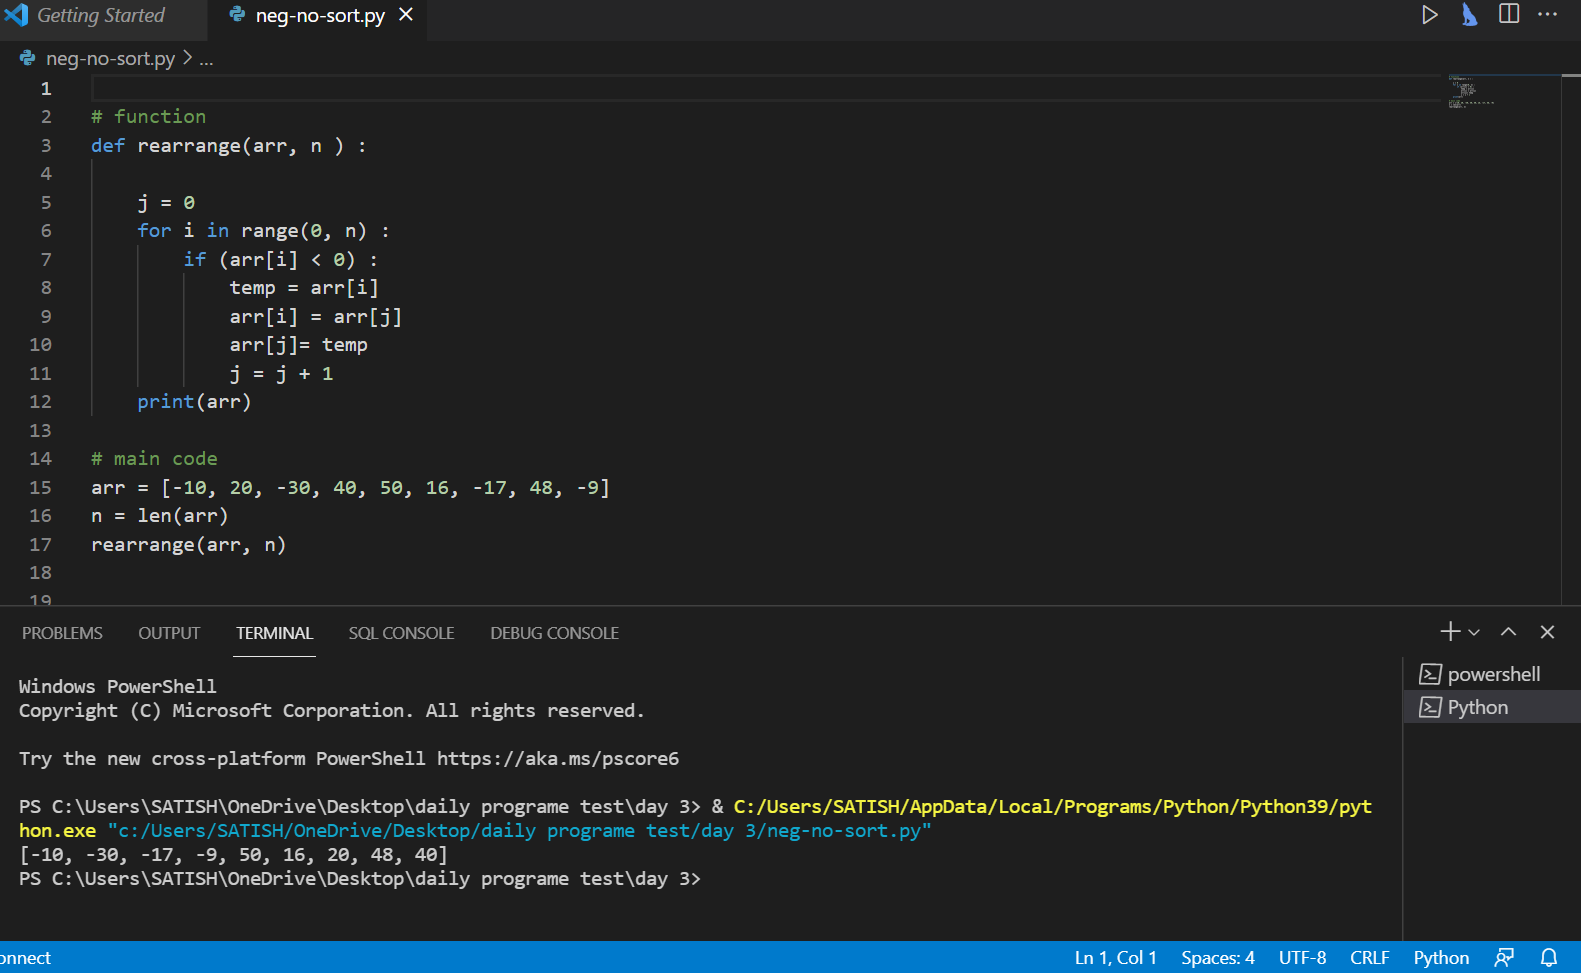 Getting Started
neg-no-sort.py
neg-no-sort.py > ...
1
2 # function
3 def rearrange(arr, n ) :
4
5     j = 0
6     for i in range(0, n) :
7         if (arr[i] < 0) :
8             temp = arr[i]
9             arr[i] = arr[j]
10             arr[j]= temp
11             j = j + 1
12     print(arr)
13
14 # main code
15 arr = [-10, 20, -30, 40, 50, 16, -17, 48, -9]
16 n = len(arr)
17 rearrange(arr, n)
18
19
PROBLEMS OUTPUT TERMINAL SQL CONSOLE DEBUG CONSOLE
powershell
Python
Windows PowerShell
Copyright (C) Microsoft Corporation. All rights reserved.
Try the new cross-platform PowerShell https://aka.ms/pscore6
PS C:\Users\SATISH\OneDrive\Desktop\daily programe test\day 3> & C:/Users/SATISH/AppData/Local/Programs/Python/Python39/pyt
hon.exe "c:/Users/SATISH/OneDrive/Desktop/daily programe test/day 3/neg-no-sort.py"
[-10, -30, -17, -9, 50, 16, 20, 48, 40]
PS C:\Users\SATISH\OneDrive\Desktop\daily programe test\day 3>
onnect Ln 1, Col 1 Spaces: 4 UTF-8 CRLF Python